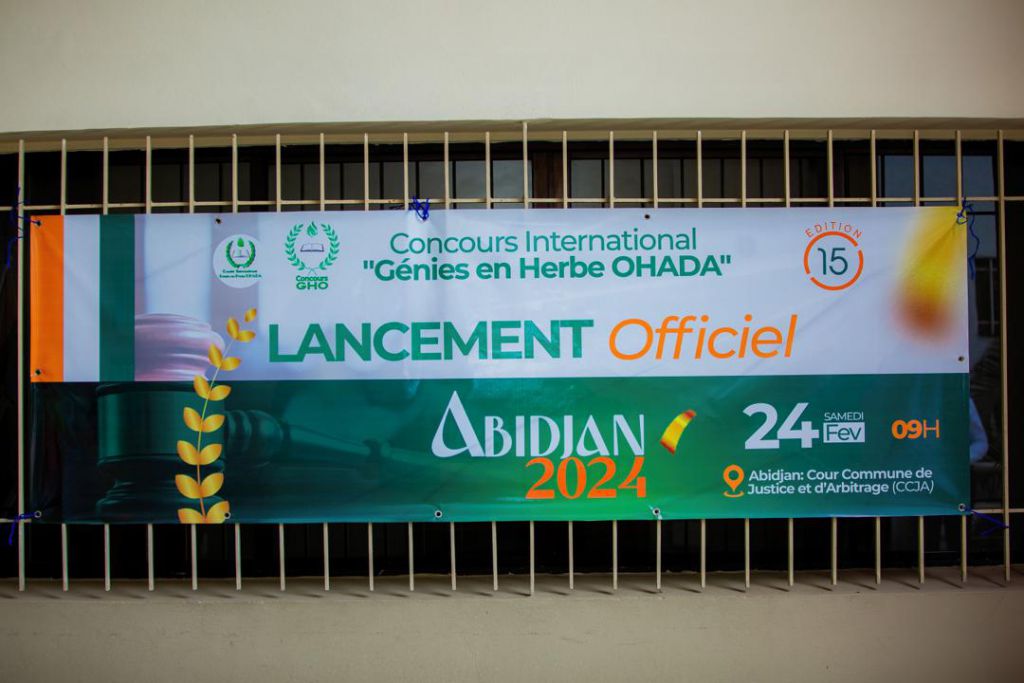 Concours
GHO
Concours International
"Génies en Herbe OHADA"
EDITION
15
LANCEMENT Officiel
ABIDJAN
2024
24
SAMEDI
Fev
09H
Abidjan: Cour Commune de
Justice et d'Arbitrage (CCJA)